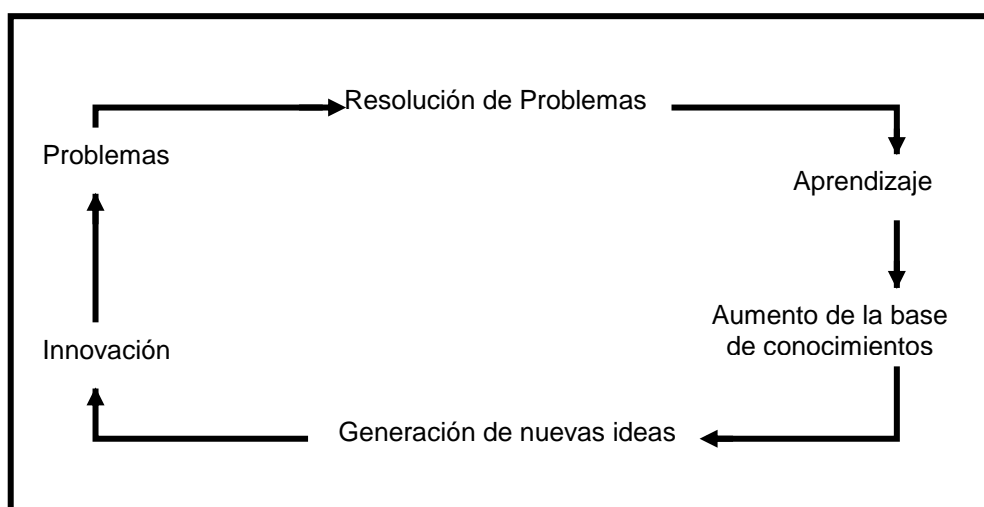 Resolución de Problemas
Problemas
Aprendizaje
Aumento de la base
de conocimientos
Innovación
Generación de nuevas ideas